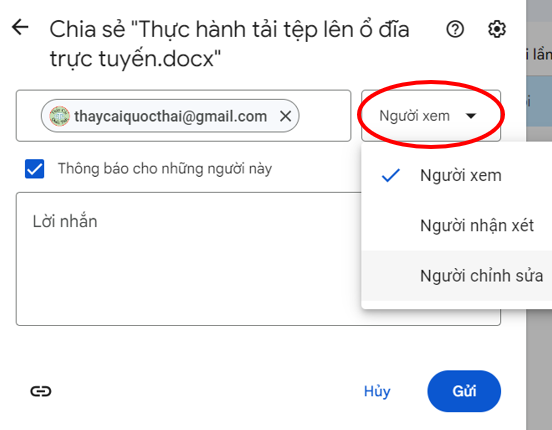 Chia sẻ "Thực hành tải tệp lên ổ đĩa
trực tuyến.docx"
thaycaiquocthai@gmail.com
Người xem
Thông báo cho những người này
Người xem
Lời nhắn
Người nhận xét
Người chỉnh sửa
Hủy
Gửi